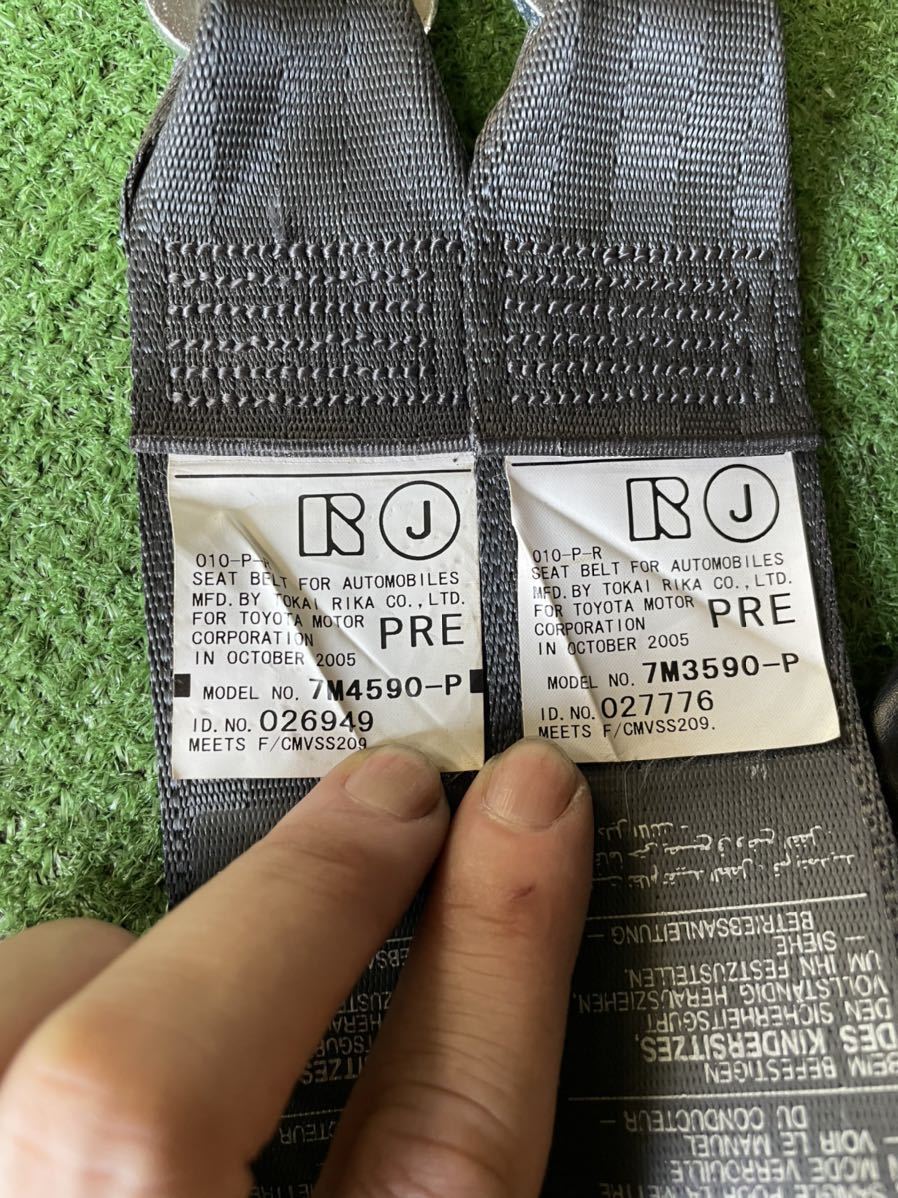 R J
010-P-R
SEAT BELT FOR AUTOMOBILES
MFD. BY TOKAI RIKA CO., LTD.
FOR TOYOTA MOTOR
CORPORATION PRE
IN OCTOBER 2005
MODEL NO. 7M4590-P
ID. NO. 026949
MEETS F/CMVSS209.
R J
010-P-R
SEAT BELT FOR AUTOMOBILES
MFD. BY TOKAI RIKA CO., LTD.
FOR TOYOTA MOTOR
CORPORATION PRE
IN OCTOBER 2005
MODEL NO. 7M3590-P
ID. NO. 027776
MEETS F/CMVSS209.
MODE VERROUILLE
- VOIR LE MANUEL
DU CONDUCTEUR -
BEIM BEFESTIGEN
DES KINDERSITZES,
DEN SICHERHEITSGURT
VOLLSTÄNDIG HERAUSZIEHEN,
UM IHN FESTZUSTELLEN.
- SIEHE
BETRIEBSANLEITUNG -